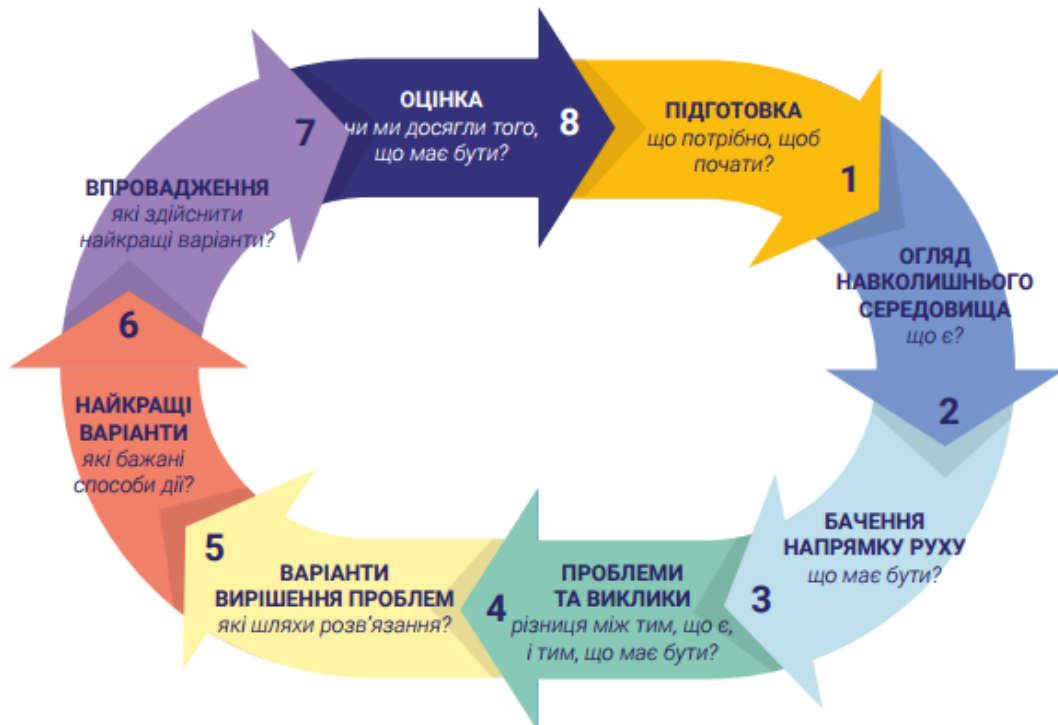 ПІДГОТОВКА
що потрібно, щоб
почати?
1
ОГЛЯД
НАВКОЛИШНЬОГО
СЕРЕДОВИЩА
що є?
2
БАЧЕННЯ
НАПРЯМКУ РУХУ
що має бути?
3
ПРОБЛЕМИ
ТА ВИКЛИКИ
різниця між тим, що є,
і тим, що має бути?
4
ВАРІАНТИ
ВИРІШЕННЯ ПРОБЛЕМ
які шляхи розв'язання?
5
НАЙКРАЩІ
ВАРІАНТИ
які бажані
способи дії?
6
ВПРОВАДЖЕННЯ
які здійснити
найкращі варіанти?
7
ОЦІНКА
чи ми досягли того,
що має бути?
8